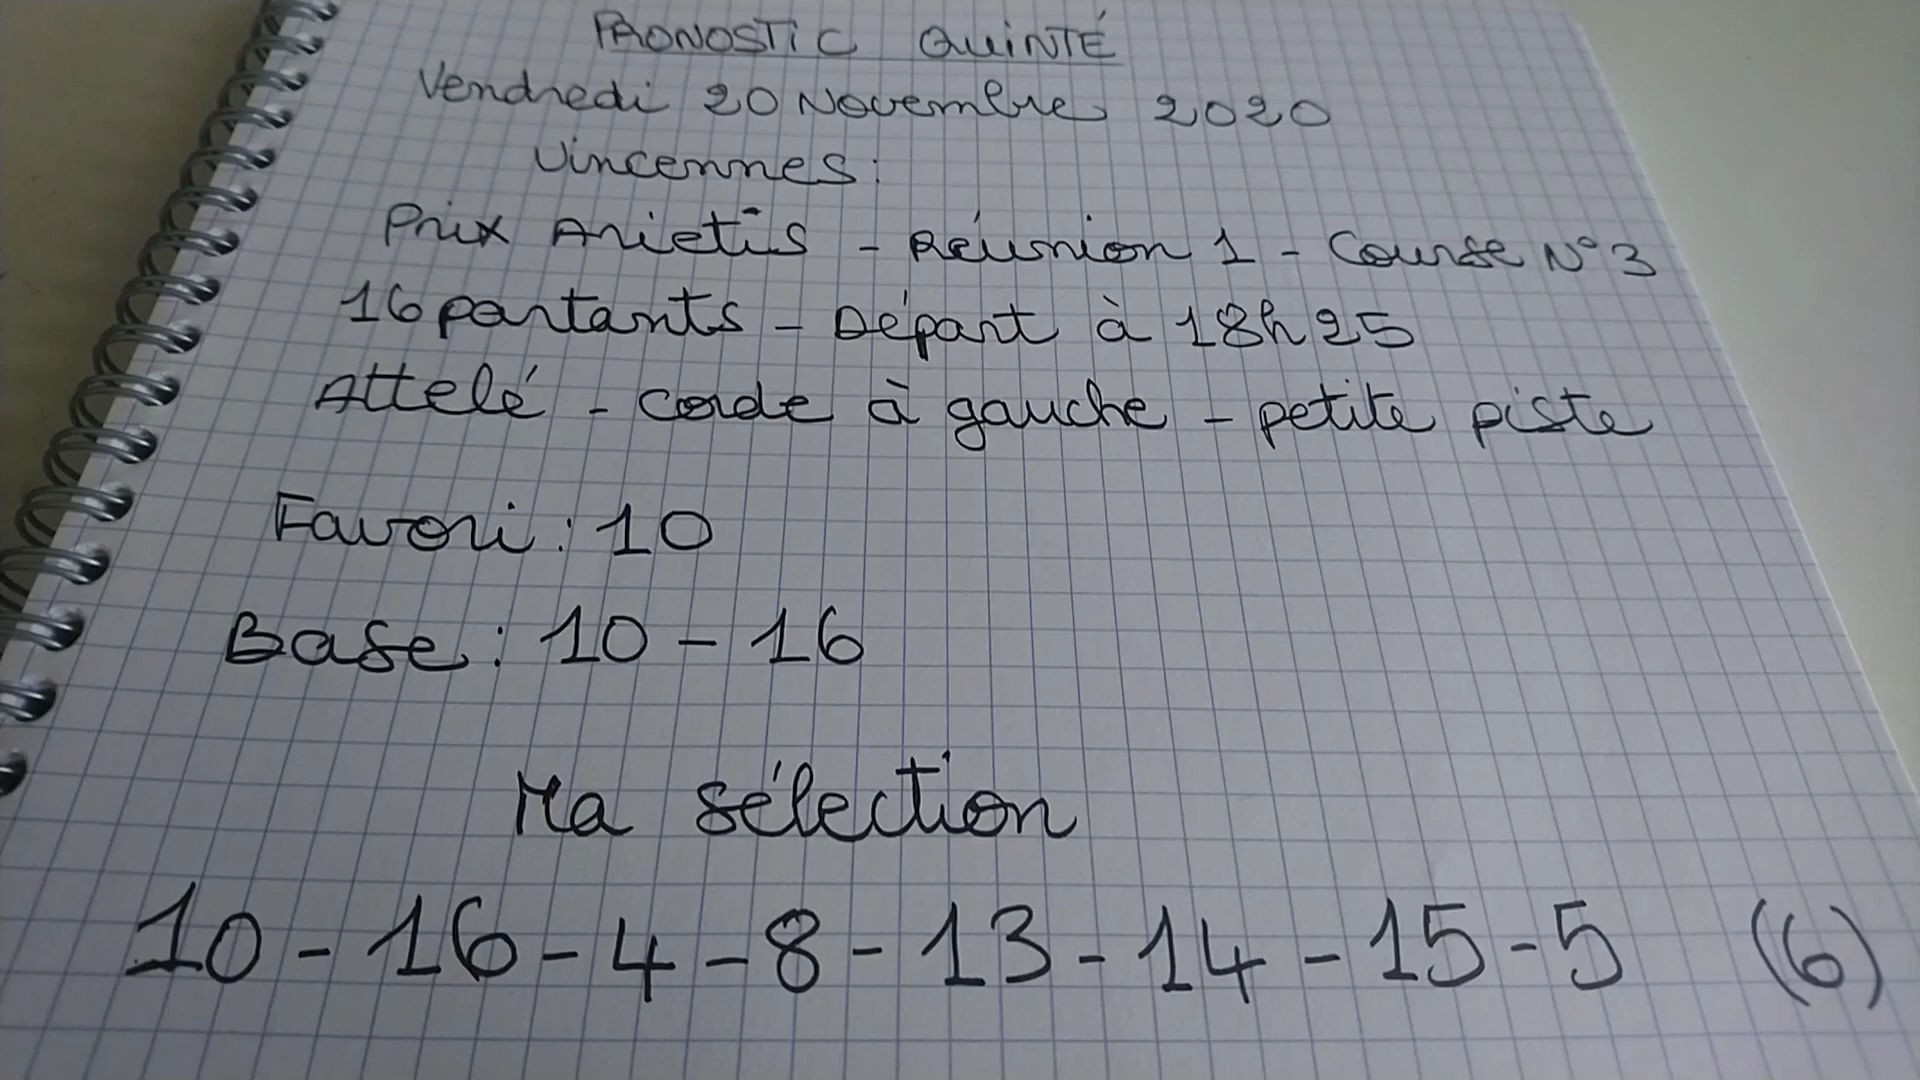 PRONOSTIC QUINTÉ
Vendredi 20 Novembre 2020
Vincennes :
Prix Arietis - Réunion 1 - Course N°3
16 partants - Départ à 18h25
Attelé - corde à gauche - petite piste
Favori : 10
Base : 10 - 16
Ma sélection
10 - 16 - 4 - 8 - 13 - 14 - 15 - 5 (6)